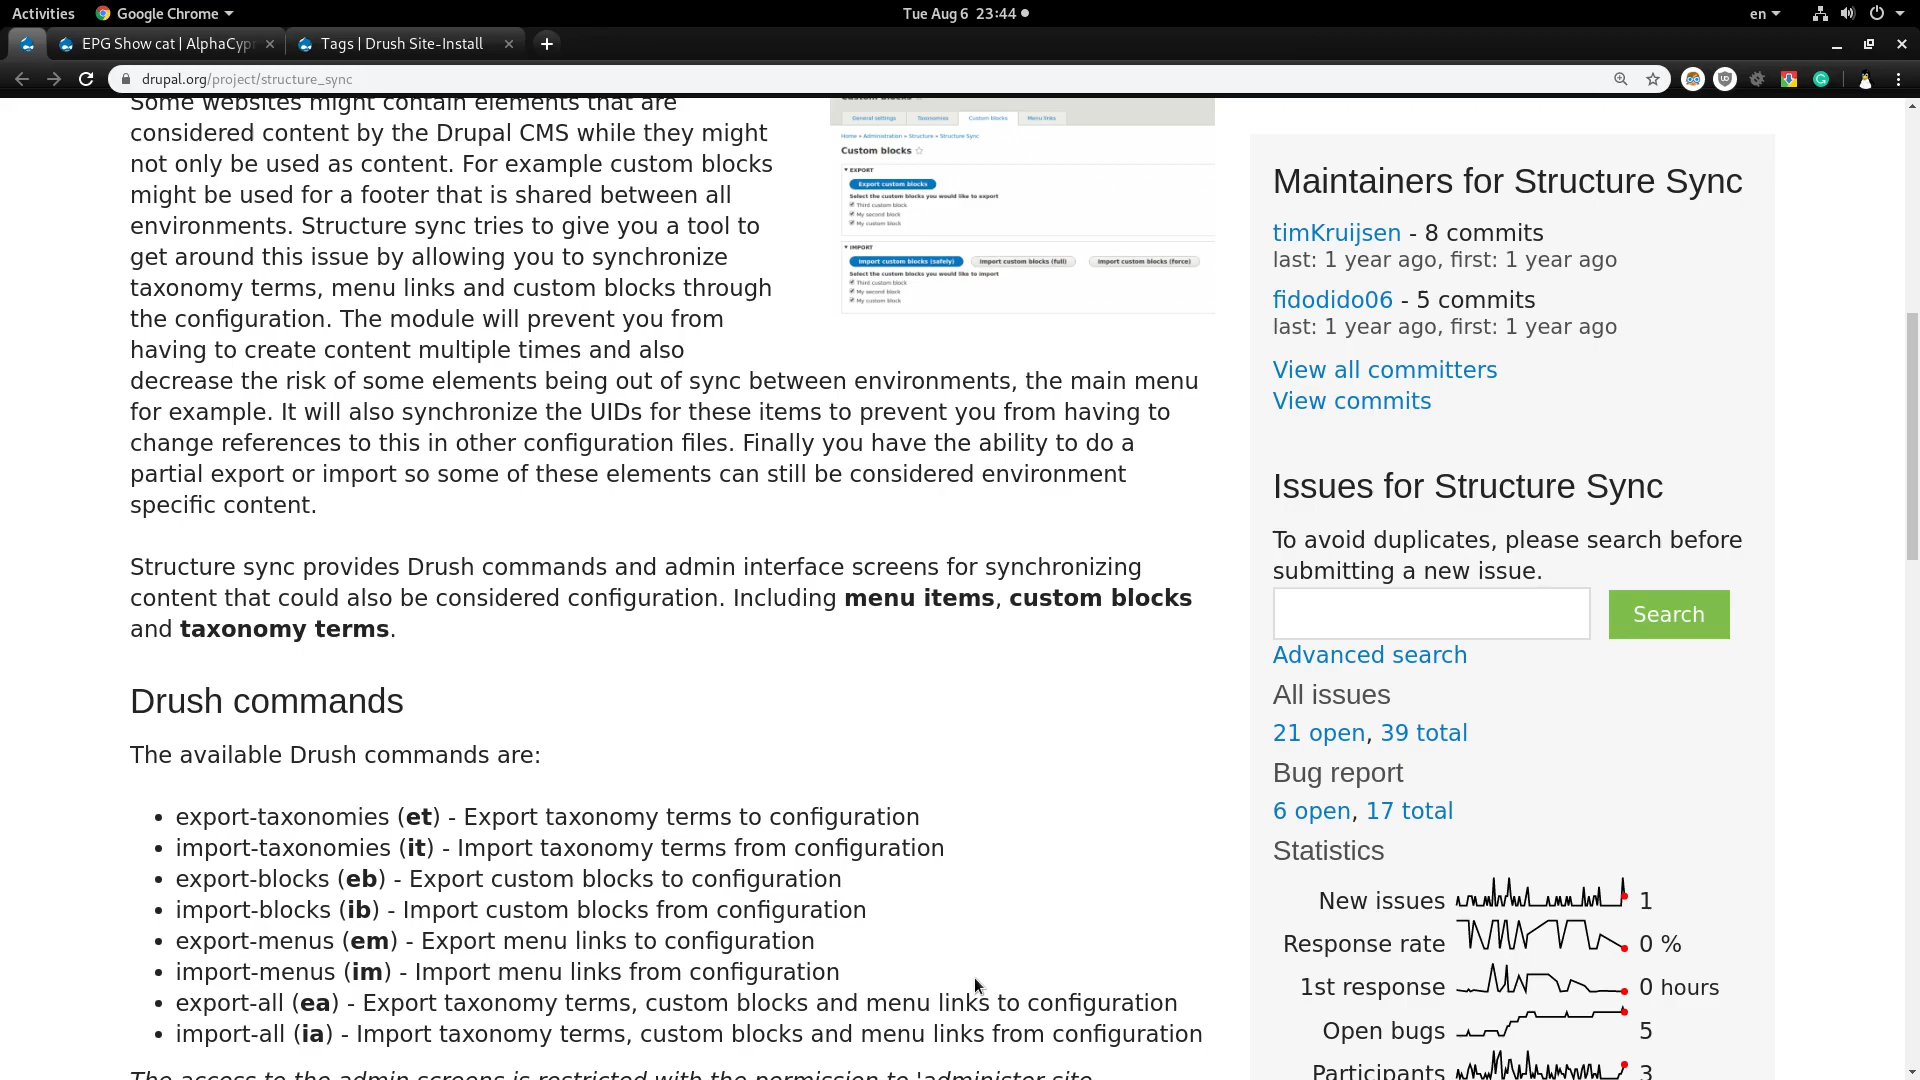 Activities
Google Chrome
Tue Aug 6 23:44
en
EPG Show cat | AlphaCyp
Tags | Drush Site-Install
drupal.org/project/structure_sync
Some websites might contain elements that are
considered content by the Drupal CMS while they might
not only be used as content. For example custom blocks
might be used for a footer that is shared between all
environments. Structure sync tries to give you a tool to
get around this issue by allowing you to synchronize
taxonomy terms, menu links and custom blocks through
the configuration. The module will prevent you from
having to create content multiple times and also
decrease the risk of some elements being out of sync between environments, the main menu
for example. It will also synchronize the UIDs for these items to prevent you from having to
change references to this in other configuration files. Finally you have the ability to do a
partial export or import so some of these elements can still be considered environment
specific content.
Custom blocks
General settings Taxonomies Custom blocks Menu links
Home » Administration » Structure » Structure Sync
Custom blocks
EXPORT
Export custom blocks
Select the custom blocks you would like to export
Third custom block
My second block
My custom block
IMPORT
Import custom blocks (safely) Import custom blocks (full) Import custom blocks (force)
Select the custom blocks you would like to import
Third custom block
My second block
My custom block
Structure sync provides Drush commands and admin interface screens for synchronizing
content that could also be considered configuration. Including menu items, custom blocks
and taxonomy terms.
Drush commands
The available Drush commands are:
• export-taxonomies (et) - Export taxonomy terms to configuration
• import-taxonomies (it) - Import taxonomy terms from configuration
• export-blocks (eb) - Export custom blocks to configuration
• import-blocks (ib) - Import custom blocks from configuration
• export-menus (em) - Export menu links to configuration
• import-menus (im) - Import menu links from configuration
• export-all (ea) - Export taxonomy terms, custom blocks and menu links to configuration
• import-all (ia) - Import taxonomy terms, custom blocks and menu links from configuration
The access to the admin screens is restricted with the permission to 'administer site
Maintainers for Structure Sync
timKruijsen - 8 commits
last: 1 year ago, first: 1 year ago
fidodido06 - 5 commits
last: 1 year ago, first: 1 year ago
View all committers
View commits
Issues for Structure Sync
To avoid duplicates, please search before
submitting a new issue.
Search
Advanced search
All issues
21 open, 39 total
Bug report
6 open, 17 total
Statistics
New issues 1
Response rate 0 %
1st response 0 hours
Open bugs 5
Participants 3